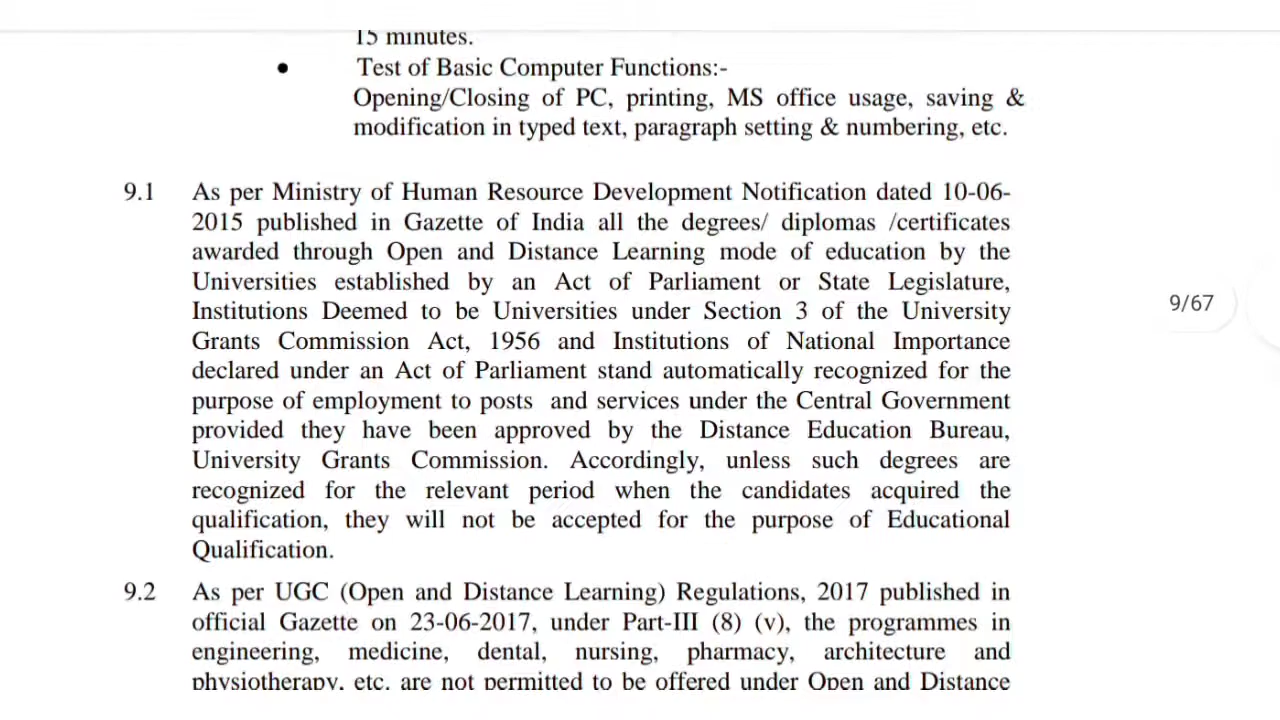 15 minutes.
● Test of Basic Computer Functions:-
Opening/Closing of PC, printing, MS office usage, saving &
modification in typed text, paragraph setting & numbering, etc.
9.1 As per Ministry of Human Resource Development Notification dated 10-06-
2015 published in Gazette of India all the degrees/ diplomas /certificates
awarded through Open and Distance Learning mode of education by the
Universities established by an Act of Parliament or State Legislature,
Institutions Deemed to be Universities under Section 3 of the University
Grants Commission Act, 1956 and Institutions of National Importance
declared under an Act of Parliament stand automatically recognized for the
purpose of employment to posts and services under the Central Government
provided they have been approved by the Distance Education Bureau,
University Grants Commission. Accordingly, unless such degrees are
recognized for the relevant period when the candidates acquired the
qualification, they will not be accepted for the purpose of Educational
Qualification.
9/67
9.2 As per UGC (Open and Distance Learning) Regulations, 2017 published in
official Gazette on 23-06-2017, under Part-III (8) (v), the programmes in
engineering, medicine, dental, nursing, pharmacy, architecture and
physiotherapy, etc. are not permitted to be offered under Open and Distance